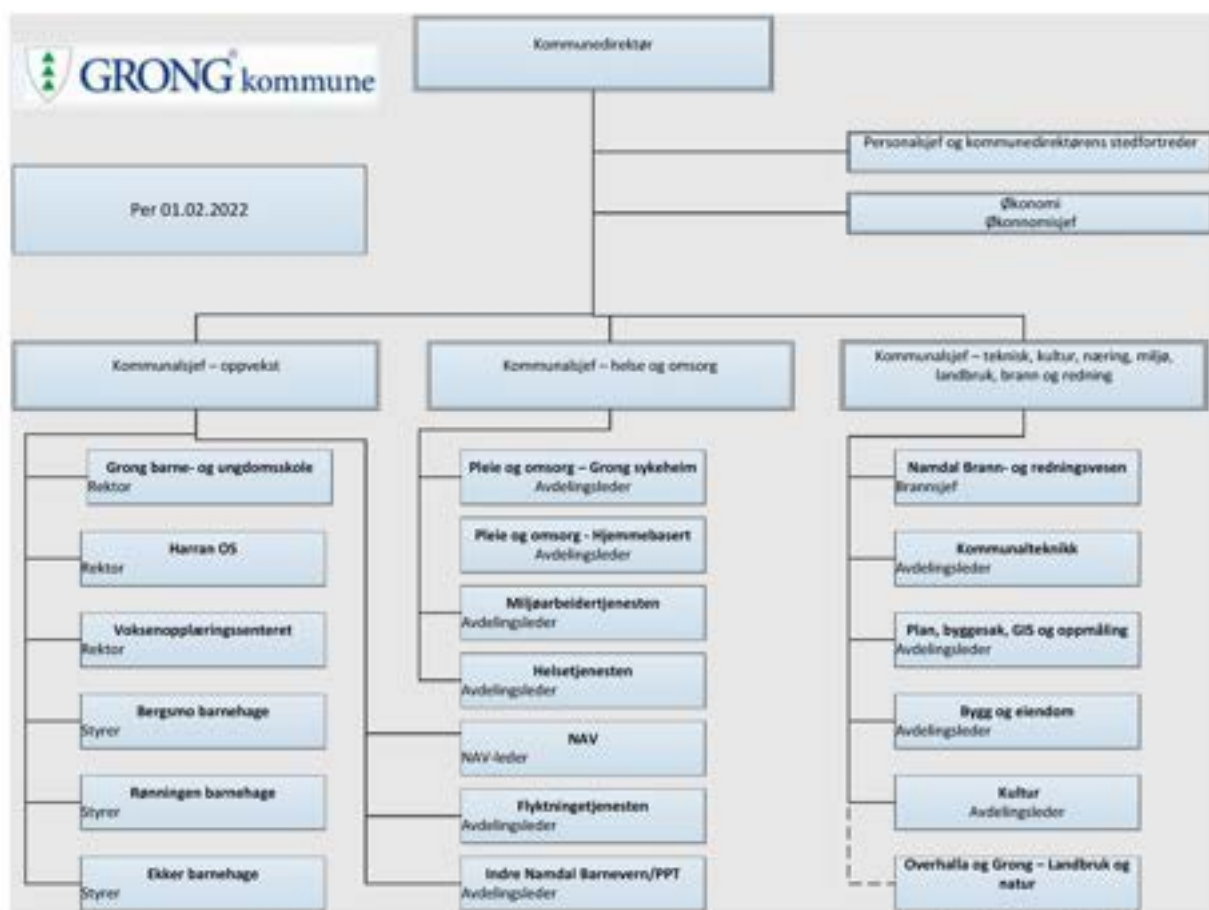 GRONG® kommune
Kommunedirektør
Personalsjef og kommunedirektørens stedfortreder
Per 01.02.2022
Økonomi
Økonnomisjef
Kommunalsjef – oppvekst
Kommunalsjef – helse og omsorg
Kommunalsjef – teknisk, kultur, næring, miljø,
landbruk, brann og redning
Grong barne- og ungdomsskole
Rektor
Harran OS
Rektor
Voksenopplæringssenteret
Rektor
Bergsmo barnehage
Styrer
Rønningen barnehage
Styrer
Ekker barnehage
Styrer
Pleie og omsorg – Grong sykeheim
Avdelingsleder
Pleie og omsorg - Hjemmebasert
Avdelingsleder
Miljøarbeidertjenesten
Avdelingsleder
Helsetjenesten
Avdelingsleder
NAV
NAV-leder
Flyktningetjenesten
Avdelingsleder
Indre Namdal Barnevern/PPT
Avdelingsleder
Namdal Brann- og redningsvesen
Brannsjef
Kommunalteknikk
Avdelingsleder
Plan, byggesak, GIS og oppmåling
Avdelingsleder
Bygg og eiendom
Avdelingsleder
Kultur
Avdelingsleder
Overhalla og Grong – Landbruk og
natur